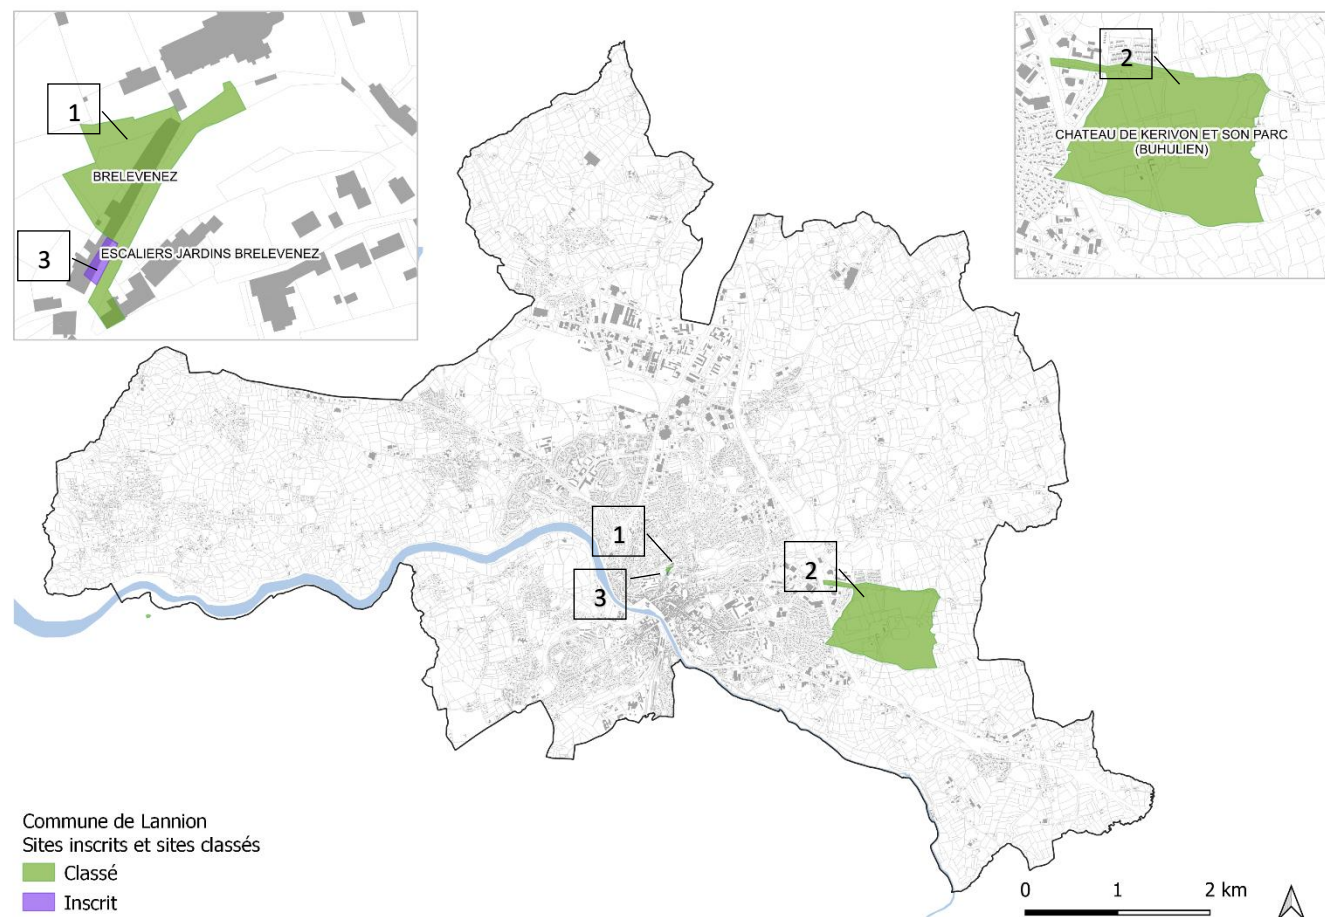 1
BRELEVENEZ
3
ESCALIERS JARDINS BRELEVENEZ
2
CHATEAU DE KERIVON ET SON PARC
(BUHULIEN)
1
3
2
Commune de Lannion
Sites inscrits et sites classés
Classé
Inscrit
0 1 2 km